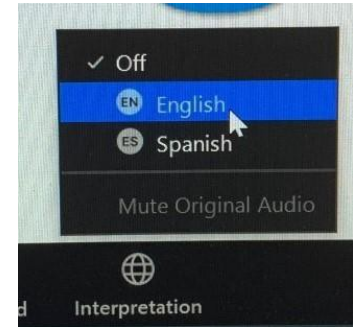 Off
EN English
ES Spanish
Mute Original Audio
d Interpretation